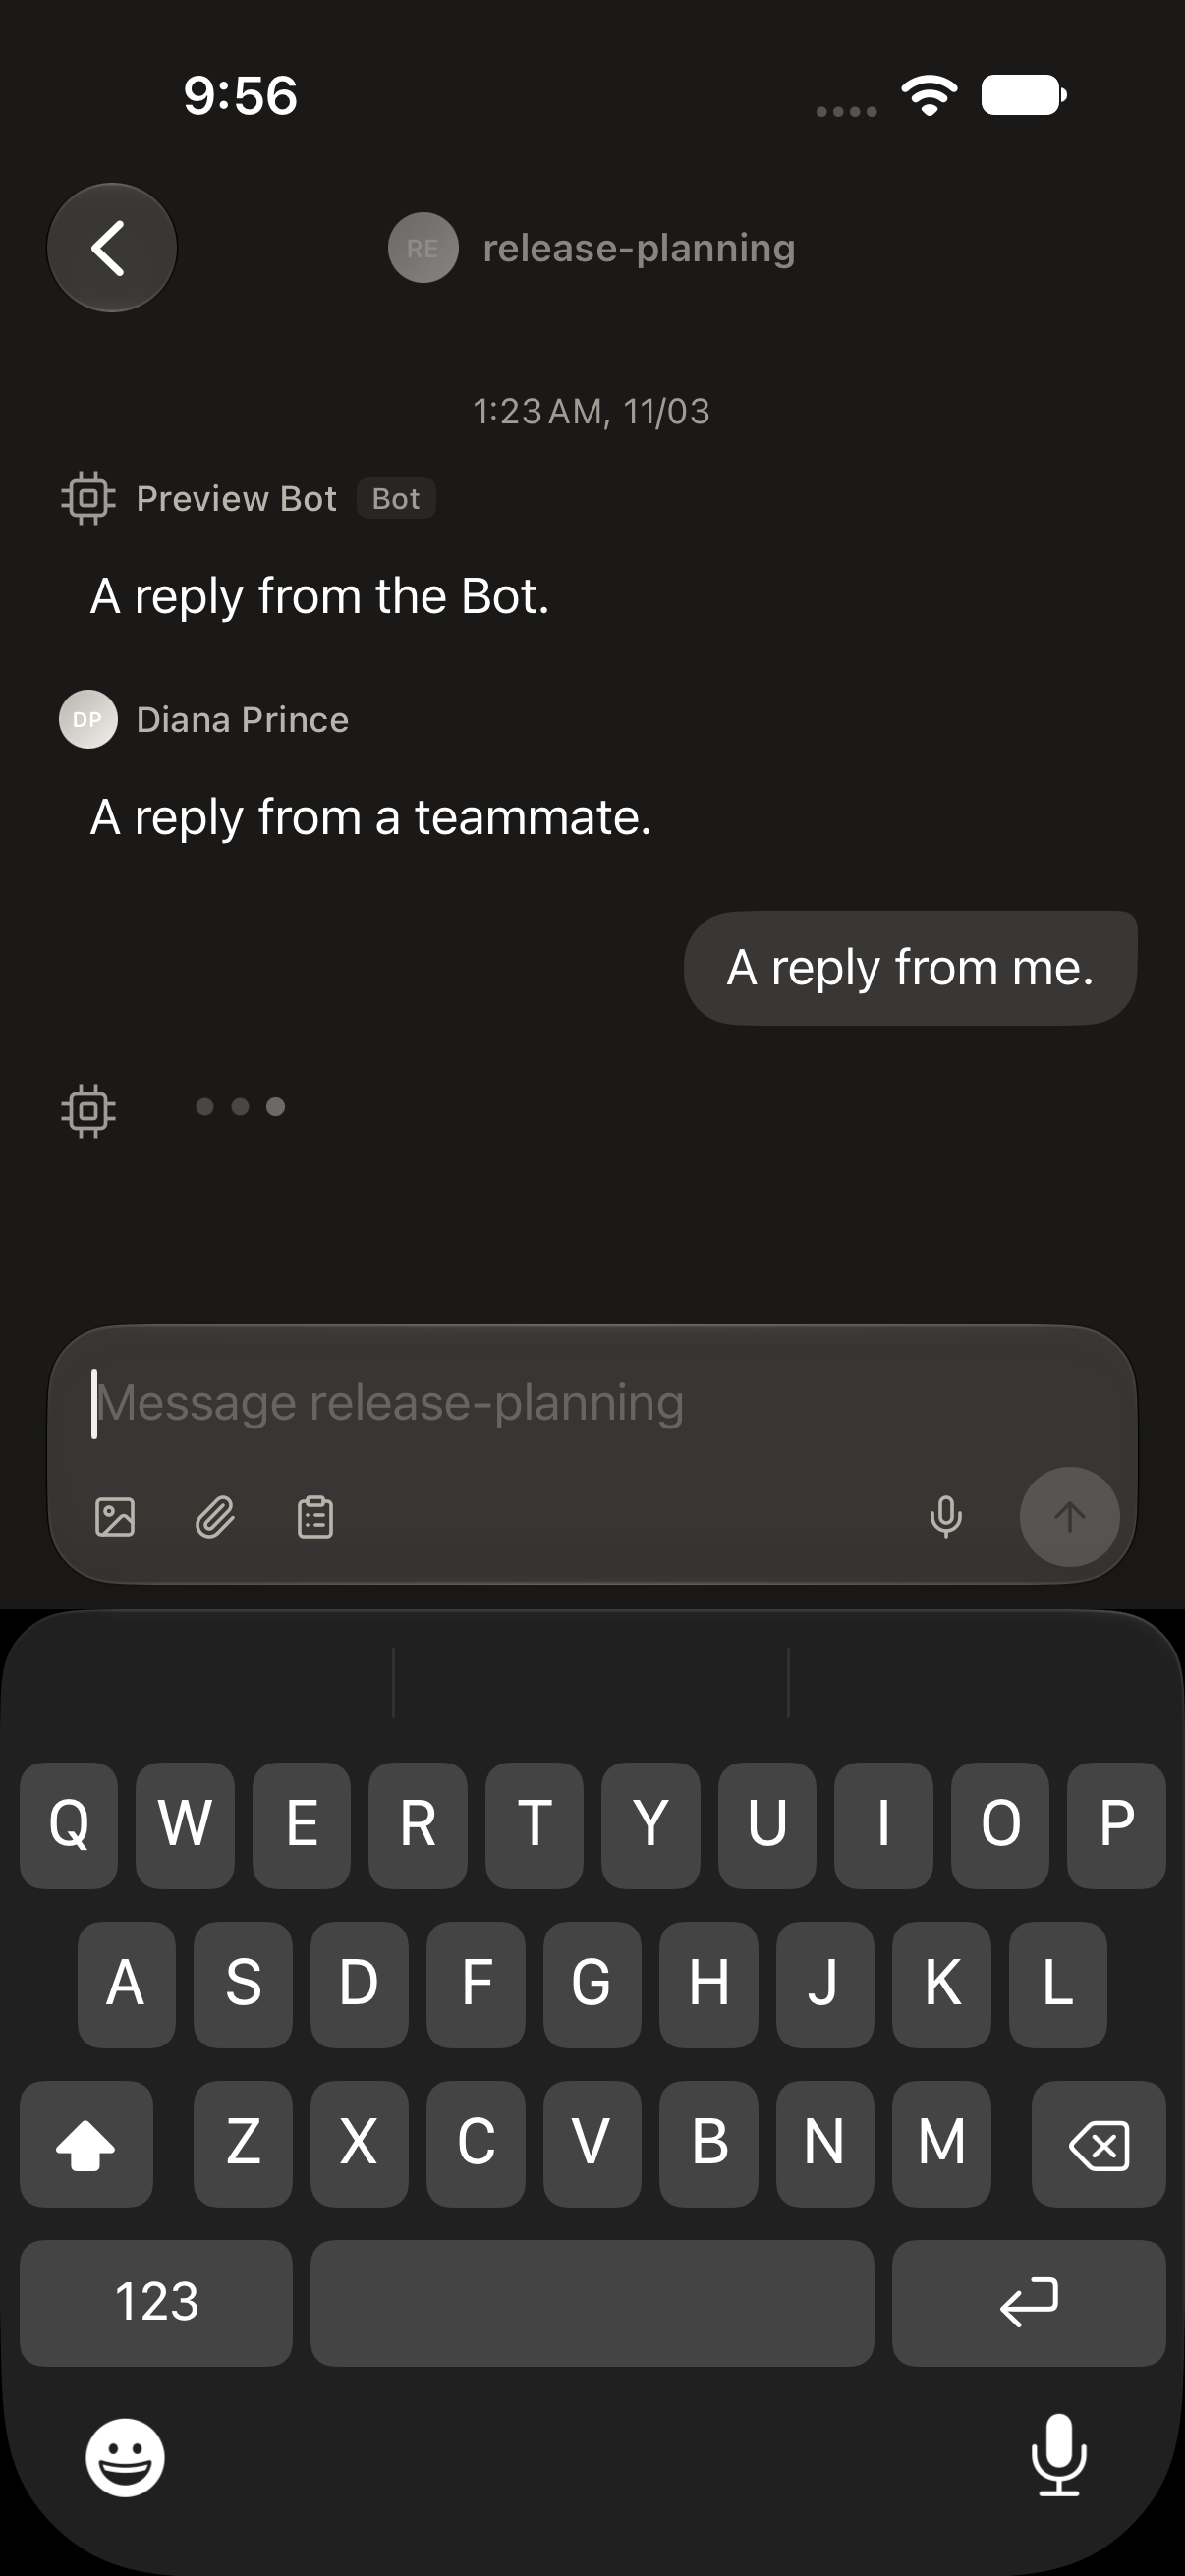 9:56
RE release-planning
1:23 AM, 11/03
Preview Bot Bot
A reply from the Bot.
DP Diana Prince
A reply from a teammate.
A reply from me.
Message release-planning
Q W E R T Y U I O P
A S D F G H J K L
Z X C V B N M
123